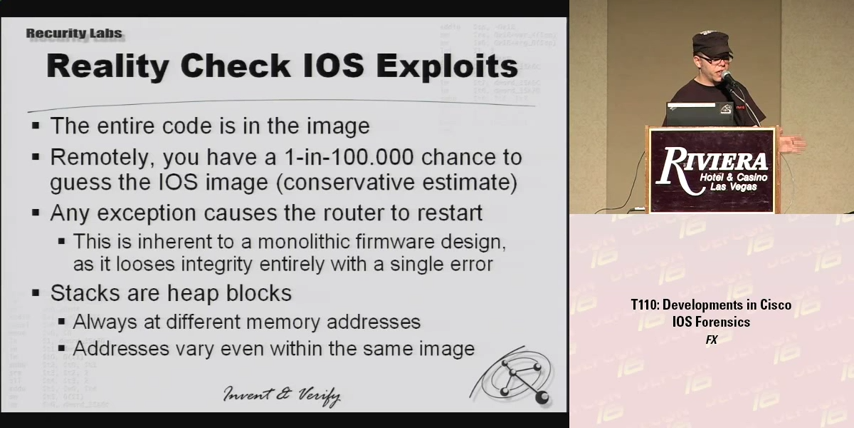 Recurity Labs
Reality Check IOS Exploits
The entire code is in the image
Remotely, you have a 1-in-100.000 chance to
guess the IOS image (conservative estimate)
Any exception causes the router to restart
This is inherent to a monolithic firmware design,
as it looses integrity entirely with a single error
Stacks are heap blocks
Always at different memory addresses
Addresses vary even within the same image
Invent & Verify
RIVIERA
Hotel & Casino
Las Vegas
T110: Developments in Cisco
IOS Forensics
FX